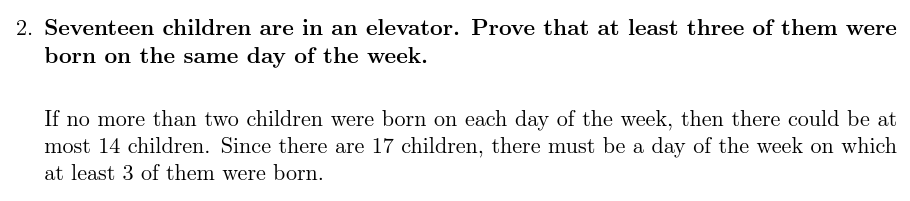 2. Seventeen children are in an elevator. Prove that at least three of them were
born on the same day of the week.
If no more than two children were born on each day of the week, then there could be at
most 14 children. Since there are 17 children, there must be a day of the week on which
at least 3 of them were born.